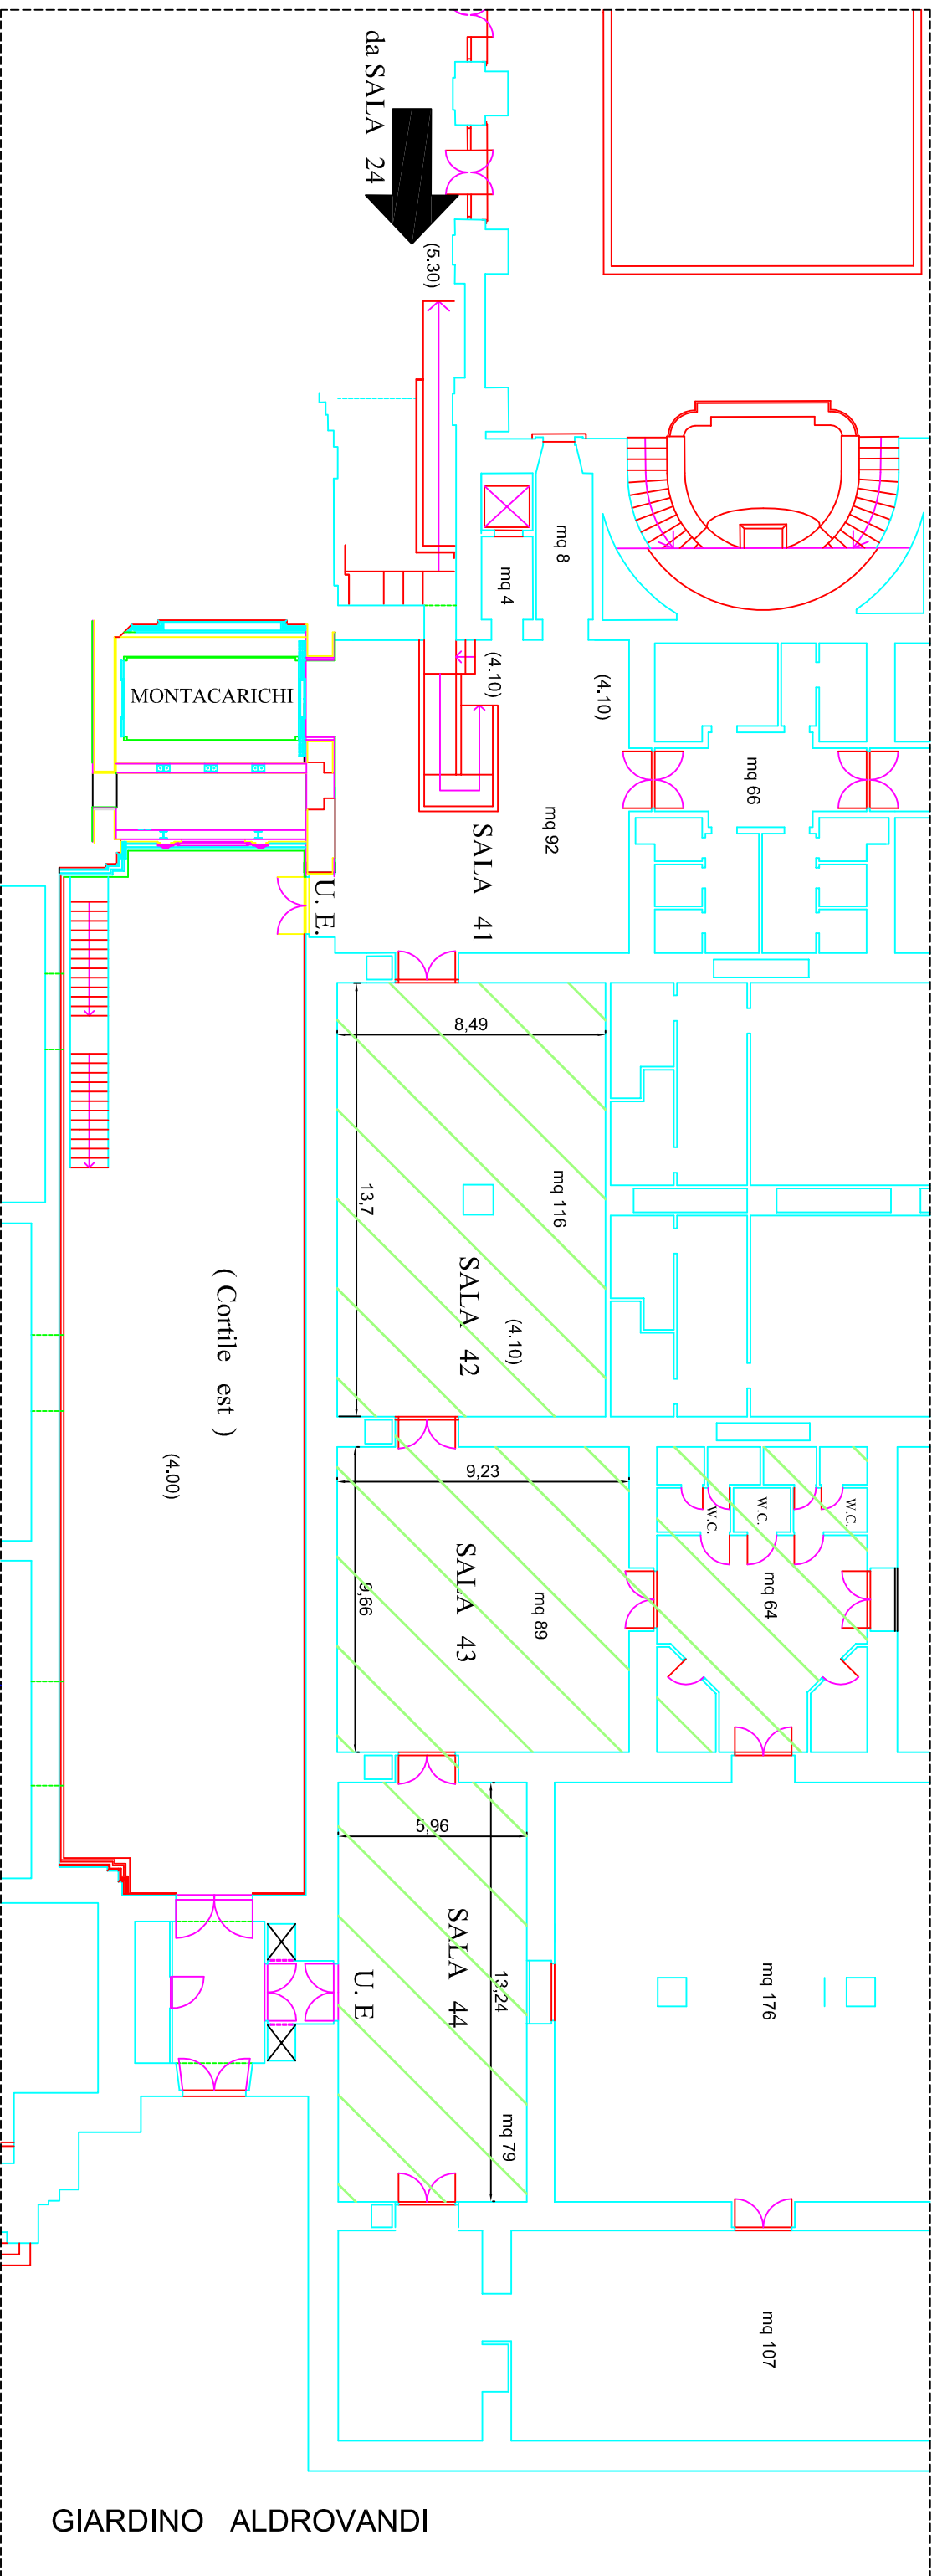 da SALA 24
(5.30)
mq 8
mq 4
(4.10)
(4.10)
MONTACARICHI
mq 66
mq 92
SALA 41
U. E.
8,49
13,7
mq 116
SALA 42
(4.10)
( Cortile est )
(4.00)
9,23
9,66
SALA 43
mq 89
W.C.
W.C.
W.C.
mq 64
5,96
SALA 44
13,24
U. E.
mq 79
mq 176
mq 107
GIARDINO ALDROVANDI